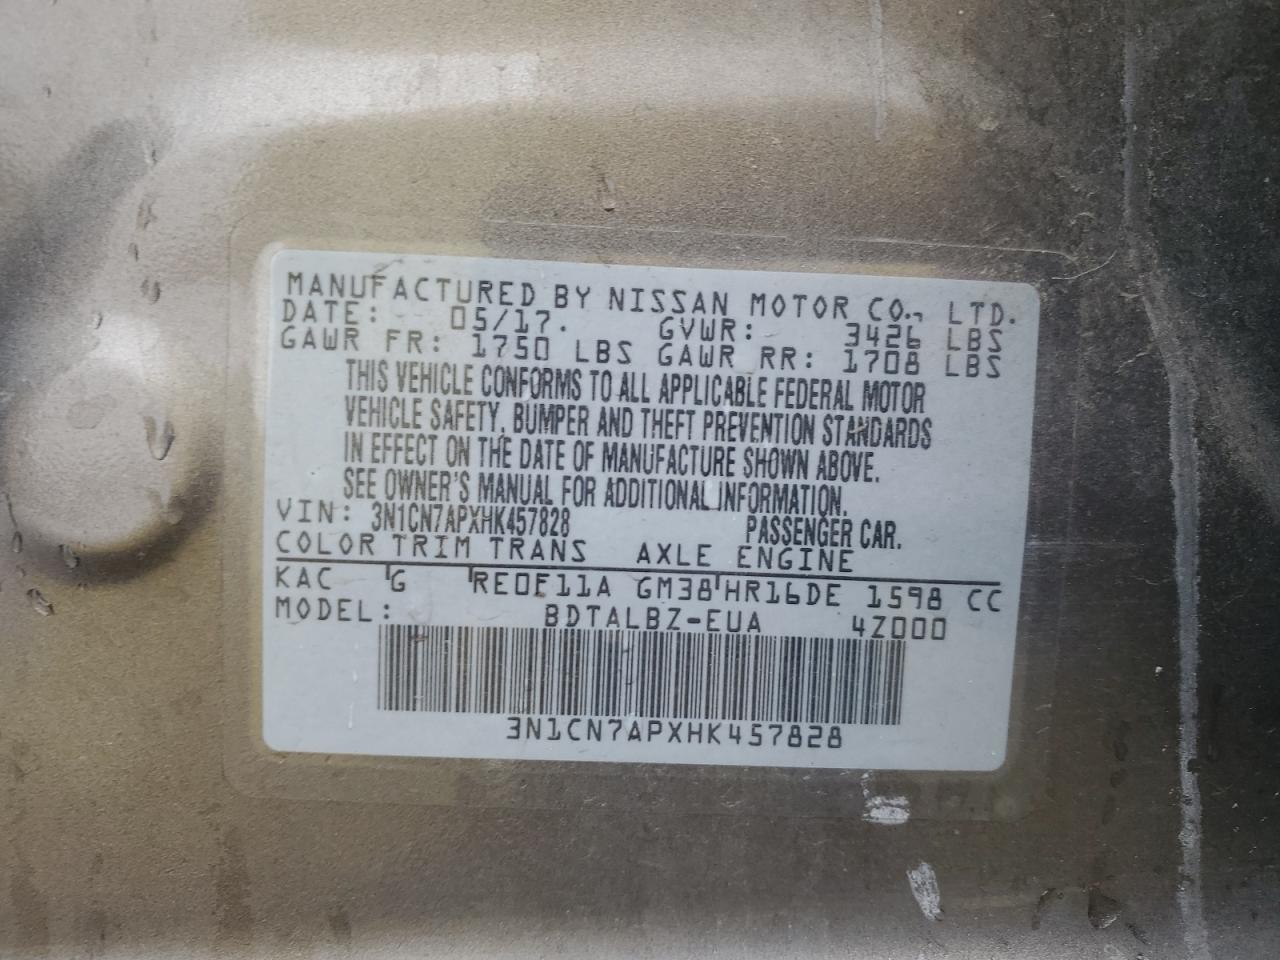 MANUFACTURED BY NISSAN MOTOR CO., LTD.
DATE: 05/17. GVWR: 3426 LBS
GAWR FR: 1750 LBS GAWR RR: 1708 LBS
THIS VEHICLE CONFORMS TO ALL APPLICABLE FEDERAL MOTOR
VEHICLE SAFETY, BUMPER AND THEFT PREVENTION STANDARDS
IN EFFECT ON THE DATE OF MANUFACTURE SHOWN ABOVE.
SEE OWNER'S MANUAL FOR ADDITIONAL INFORMATION.
VIN: 3N1CN7APXHK457828 PASSENGER CAR.
COLOR TRIM TRANS AXLE ENGINE
KAC G RE0F11A GM38 HR16DE 1598 CC
MODEL: BDTALBZ-EUA 4Z000
3N1CN7APXHK457828